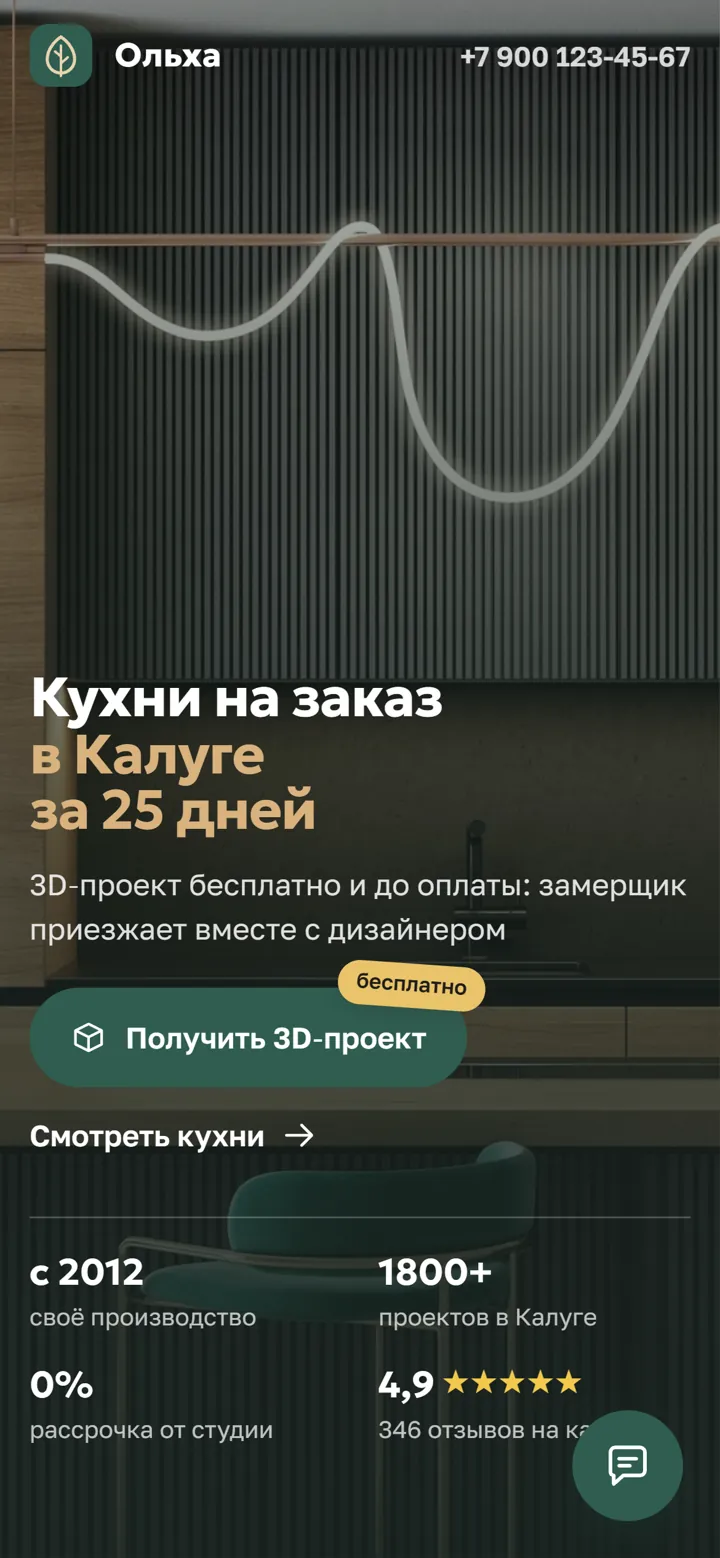 Ольха
+7 900 123-45-67
Кухни на заказ
в Калуге
за 25 дней
3D-проект бесплатно и до оплаты: замерщик
приезжает вместе с дизайнером
бесплатно
Получить 3D-проект
Смотреть кухни
с 2012
своё производство
1800+
проектов в Калуге
0%
рассрочка от студии
4,9 ★★★★★
346 отзывов на